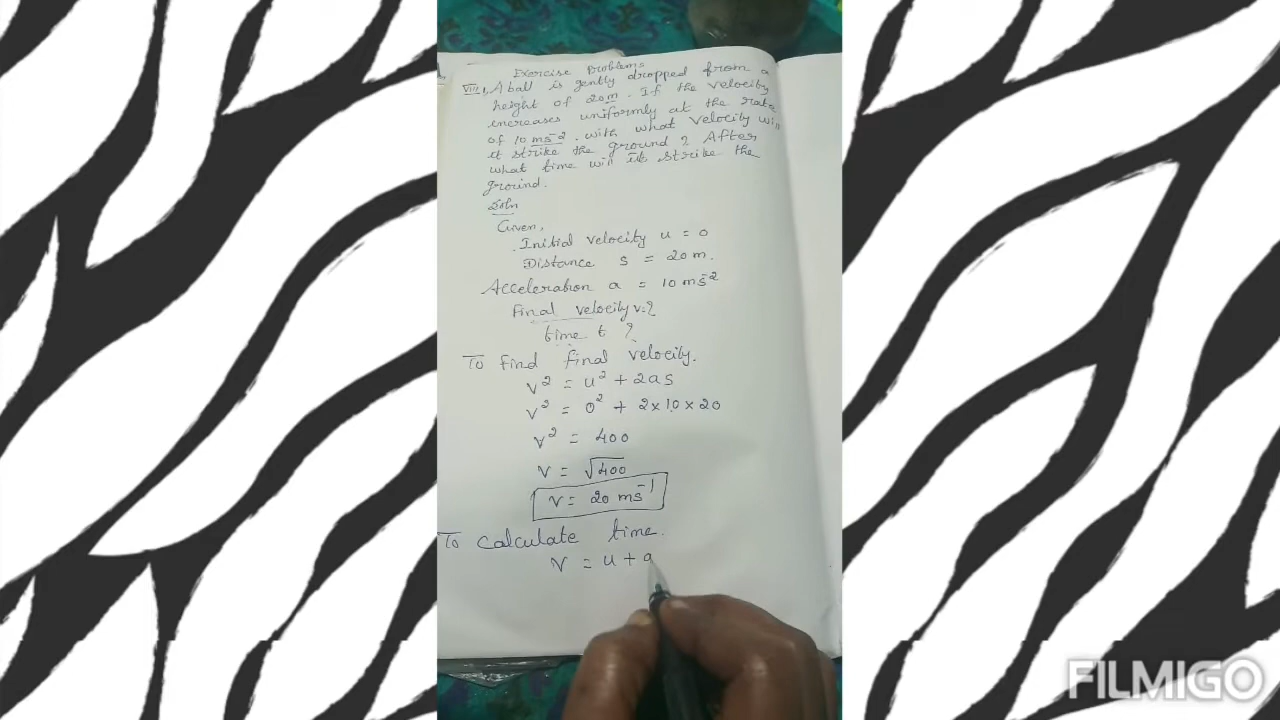 Exercise Problems
VIII 1, A ball is gently dropped from a
height of 20m. If the velocity
increases uniformly at the rate
of 10 ms⁻². with what velocity will
it strike the ground ? After
what time will it strike the
ground.
Soln
Given,
Initial velocity u = 0
Distance s = 20 m.
Acceleration a = 10 ms⁻²
Final velocity v=?
time t ?
To find final velocity.
v² = u² + 2as
v² = 0² + 2×10×20
v² = 400
v = √400
v = 20 ms⁻¹
To calculate time.
v = u + a
FILMIGO